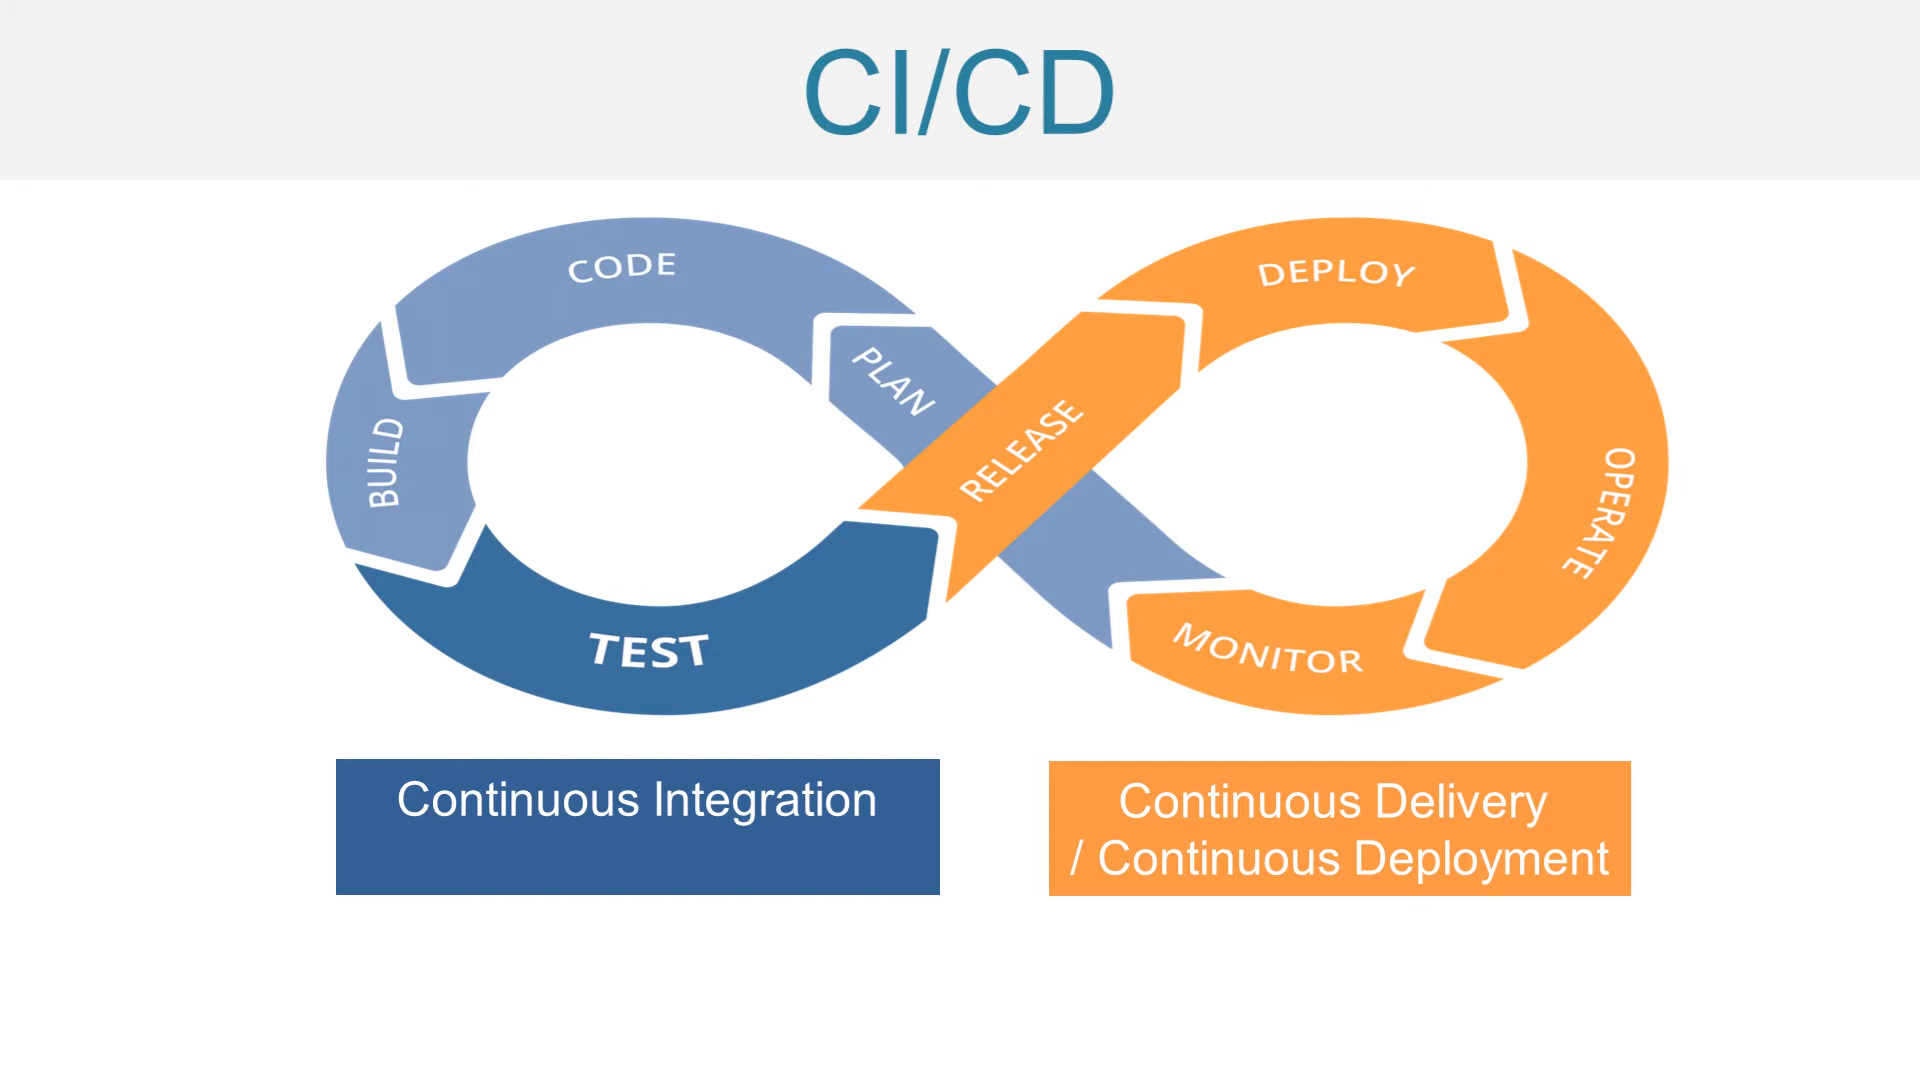 CI/CD
CODE
DEPLOY
PLAN
RELEASE
BUILD
OPERATE
TEST
MONITOR
Continuous Integration
Continuous Delivery
/ Continuous Deployment